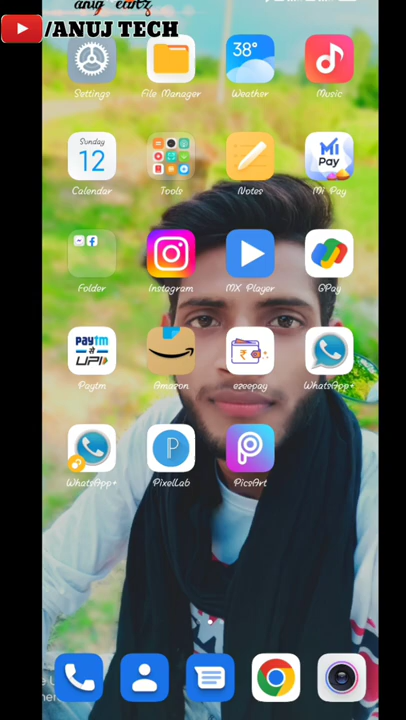 /ANUJ TECH
Settings
File Manager
38°
Weather
Music
Sunday
12
Calendar
Tools
Notes
Mi
Pay
Mi Pay
Folder
Instagram
MX Player
GPay
Paytm
से
UPI
Paytm
Amazon
₹
ezeepay
WhatsApp+
WhatsApp+
PixelLab
PicsArt